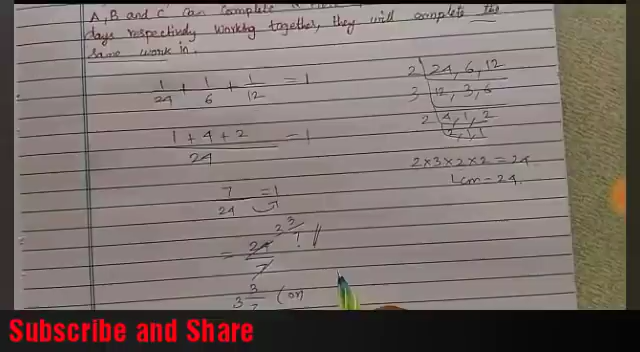 A, B and C can complete a
days respectively working together, they will complete the
same work in.
1/24 + 1/6 + 1/12 = 1
1 + 4 + 2 / 24 = 1
7/24 = 1
= 24/7
3 3/7 (or)
2 | 24, 6, 12
3 | 12, 3, 6
2 | 4, 1, 2
2, 1, 1
2×3×2×2=24
Lcm = 24.
Subscribe and Share